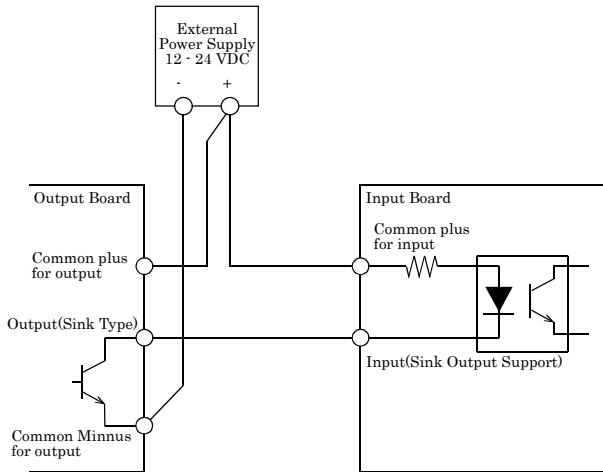 External
Power Supply
12 - 24 VDC
- +
Output Board
Input Board
Common plus
for output
Common plus
for input
Output(Sink Type)
Input(Sink Output Support)
Common Minnus
for output